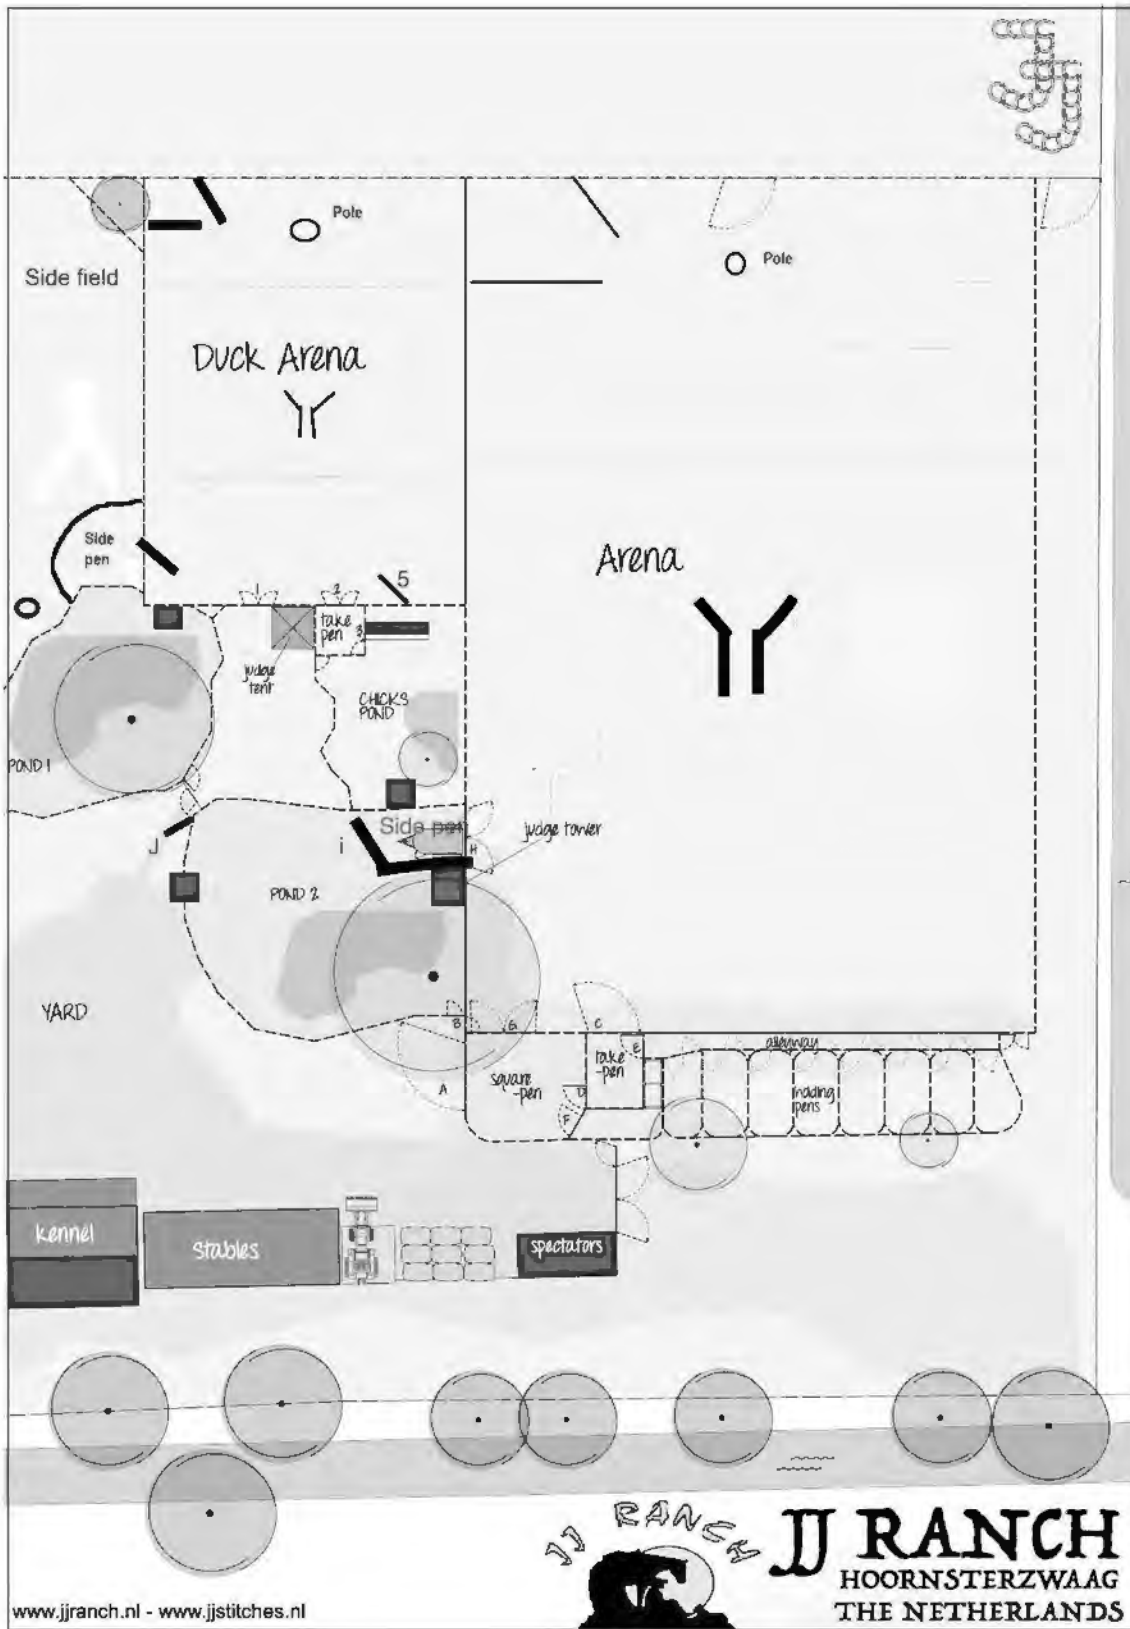 Pole
Pole
Side field
Duck Arena
Arena
Side
pen
1
2
5
take
pen
3
judge
tent
CHICKS
POND
POND 1
J
i
Side pen
H
judge tower
POND 2
YARD
B
G
C
E
alleyway
take
-pen
square
-pen
A
D
F
holding
pens
kennel
Stables
spectators
JJ RANCH
JJ RANCH
HOORNSTERZWAAG
THE NETHERLANDS
www.jjranch.nl - www.jjstitches.nl